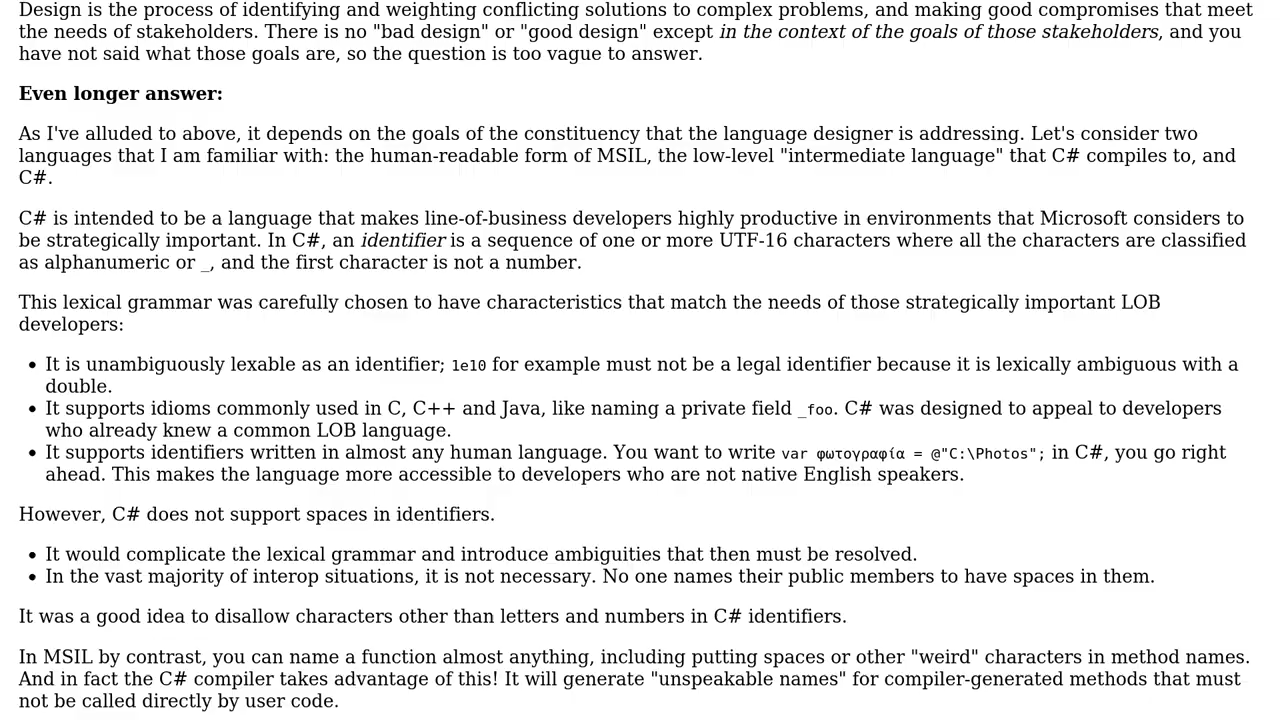 Design is the process of identifying and weighting conflicting solutions to complex problems, and making good compromises that meet
the needs of stakeholders. There is no "bad design" or "good design" except in the context of the goals of those stakeholders, and you
have not said what those goals are, so the question is too vague to answer.
Even longer answer:
As I've alluded to above, it depends on the goals of the constituency that the language designer is addressing. Let's consider two
languages that I am familiar with: the human-readable form of MSIL, the low-level "intermediate language" that C# compiles to, and
C#.
C# is intended to be a language that makes line-of-business developers highly productive in environments that Microsoft considers to
be strategically important. In C#, an identifier is a sequence of one or more UTF-16 characters where all the characters are classified
as alphanumeric or _, and the first character is not a number.
This lexical grammar was carefully chosen to have characteristics that match the needs of those strategically important LOB
developers:
• It is unambiguously lexable as an identifier; 1e10 for example must not be a legal identifier because it is lexically ambiguous with a
double.
• It supports idioms commonly used in C, C++ and Java, like naming a private field _foo. C# was designed to appeal to developers
who already knew a common LOB language.
• It supports identifiers written in almost any human language. You want to write var φωτογραφία = @"C:\Photos"; in C#, you go right
ahead. This makes the language more accessible to developers who are not native English speakers.
However, C# does not support spaces in identifiers.
• It would complicate the lexical grammar and introduce ambiguities that then must be resolved.
• In the vast majority of interop situations, it is not necessary. No one names their public members to have spaces in them.
It was a good idea to disallow characters other than letters and numbers in C# identifiers.
In MSIL by contrast, you can name a function almost anything, including putting spaces or other "weird" characters in method names.
And in fact the C# compiler takes advantage of this! It will generate "unspeakable names" for compiler-generated methods that must
not be called directly by user code.